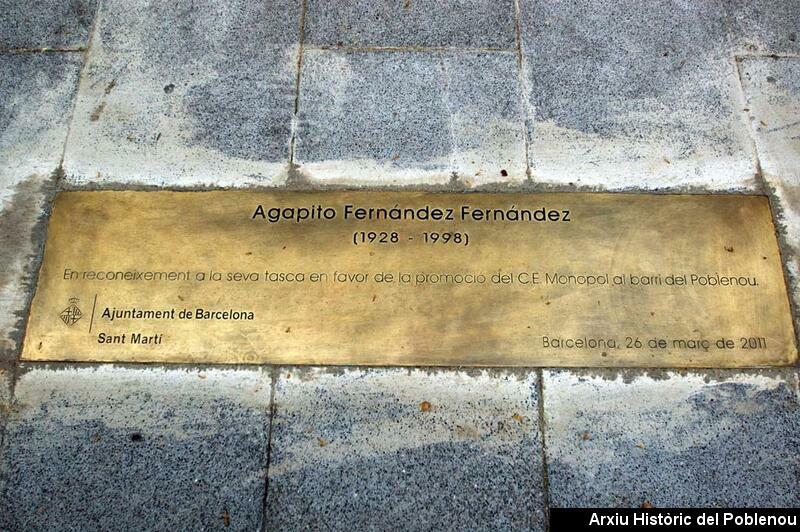 Agapito Fernández Fernández
(1928 - 1998)
En reconeixement a la seva tasca en favor de la promoció del C.E. Monopol al barri del Poblenou.
Ajuntament de Barcelona
Sant Martí
Barcelona, 26 de març de 2011
Arxiu Històric del Poblenou